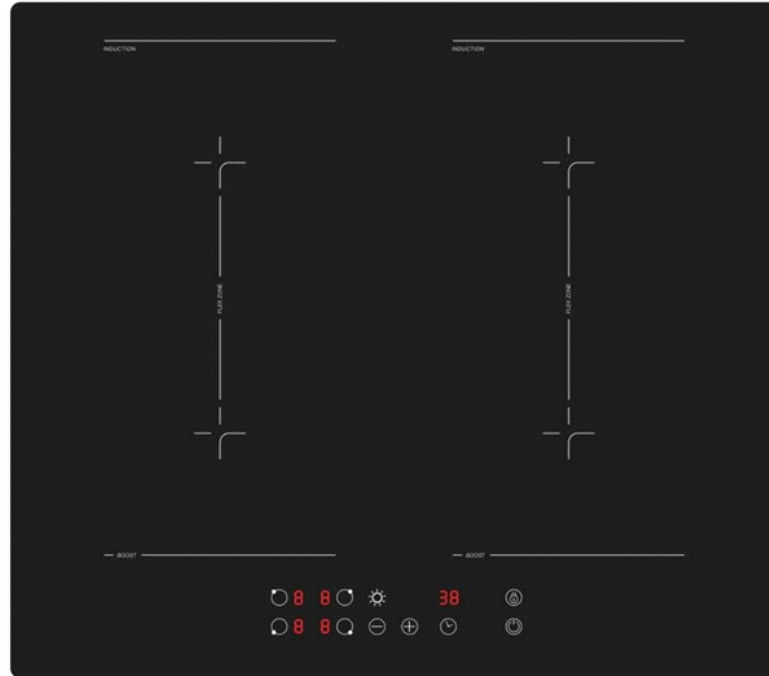 INDUCTION
INDUCTION
FLEX ZONE
FLEX ZONE
BOOST
BOOST
8 8 38
8 8